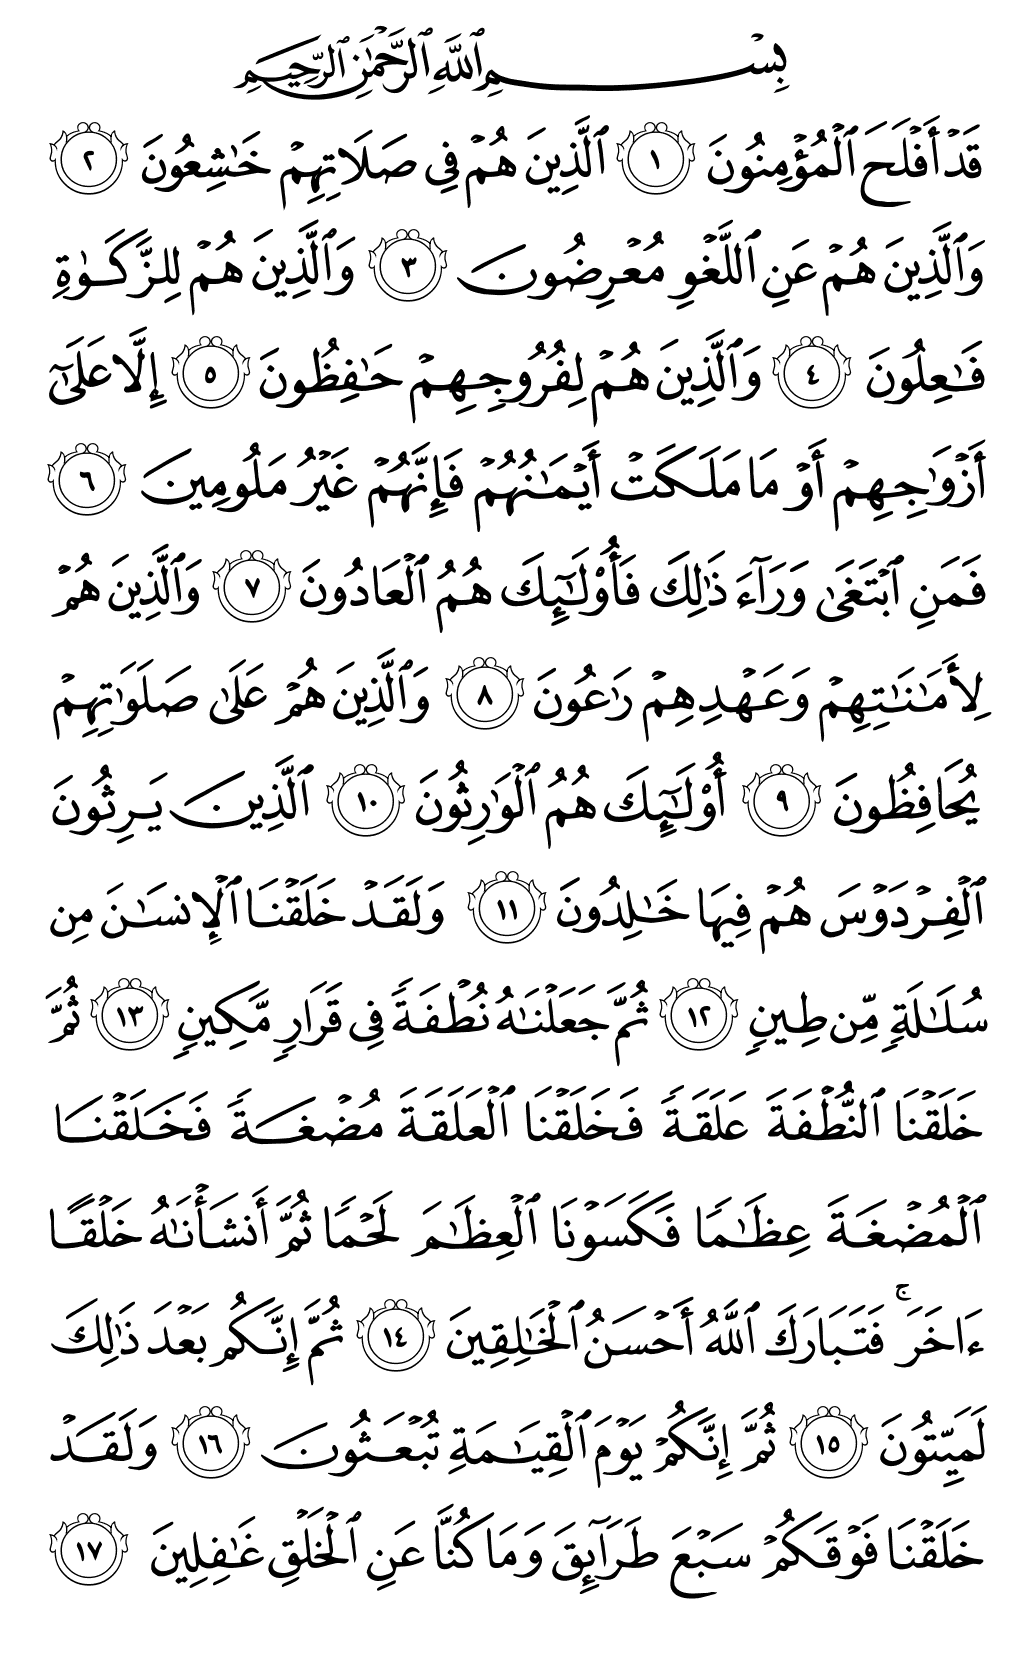 بِسْمِ ٱللَّهِ ٱلرَّحْمَٰنِ ٱلرَّحِيمِ
قَدْ أَفْلَحَ ٱلْمُؤْمِنُونَ ١ ٱلَّذِينَ هُمْ فِى صَلَاتِهِمْ خَٰشِعُونَ ٢
وَٱلَّذِينَ هُمْ عَنِ ٱللَّغْوِ مُعْرِضُونَ ٣ وَٱلَّذِينَ هُمْ لِلزَّكَوٰةِ
فَٰعِلُونَ ٤ وَٱلَّذِينَ هُمْ لِفُرُوجِهِمْ حَٰفِظُونَ ٥ إِلَّا عَلَىٰٓ
أَزْوَٰجِهِمْ أَوْ مَا مَلَكَتْ أَيْمَٰنُهُمْ فَإِنَّهُمْ غَيْرُ مَلُومِينَ ٦
فَمَنِ ٱبْتَغَىٰ وَرَآءَ ذَٰلِكَ فَأُو۟لَٰٓئِكَ هُمُ ٱلْعَادُونَ ٧ وَٱلَّذِينَ هُمْ
لِأَمَٰنَٰتِهِمْ وَعَهْدِهِمْ رَٰعُونَ ٨ وَٱلَّذِينَ هُمْ عَلَىٰ صَلَوَٰتِهِمْ
يُحَافِظُونَ ٩ أُو۟لَٰٓئِكَ هُمُ ٱلْوَٰرِثُونَ ١٠ ٱلَّذِينَ يَرِثُونَ
ٱلْفِرْدَوْسَ هُمْ فِيهَا خَٰلِدُونَ ١١ وَلَقَدْ خَلَقْنَا ٱلْإِنسَٰنَ مِن
سُلَٰلَةٍ مِّن طِينٍ ١٢ ثُمَّ جَعَلْنَٰهُ نُطْفَةً فِى قَرَارٍ مَّكِينٍ ١٣ ثُمَّ
خَلَقْنَا ٱلنُّطْفَةَ عَلَقَةً فَخَلَقْنَا ٱلْعَلَقَةَ مُضْغَةً فَخَلَقْنَا
ٱلْمُضْغَةَ عِظَٰمًا فَكَسَوْنَا ٱلْعِظَٰمَ لَحْمًا ثُمَّ أَنشَأْنَٰهُ خَلْقًا
ءَاخَرَ ۚ فَتَبَارَكَ ٱللَّهُ أَحْسَنُ ٱلْخَٰلِقِينَ ١٤ ثُمَّ إِنَّكُم بَعْدَ ذَٰلِكَ
لَمَيِّتُونَ ١٥ ثُمَّ إِنَّكُمْ يَوْمَ ٱلْقِيَٰمَةِ تُبْعَثُونَ ١٦ وَلَقَدْ
خَلَقْنَا فَوْقَكُمْ سَبْعَ طَرَآئِقَ وَمَا كُنَّا عَنِ ٱلْخَلْقِ غَٰفِلِينَ ١٧